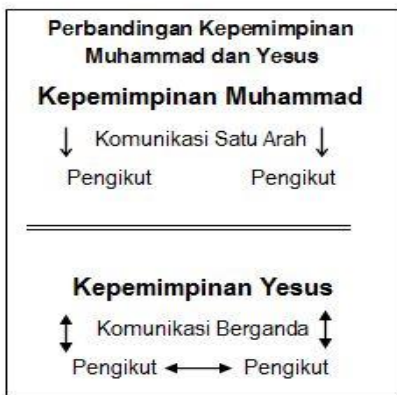 Perbandingan Kepemimpinan
Muhammad dan Yesus
Kepemimpinan Muhammad
Komunikasi Satu Arah
Pengikut Pengikut
Kepemimpinan Yesus
Komunikasi Berganda
Pengikut Pengikut